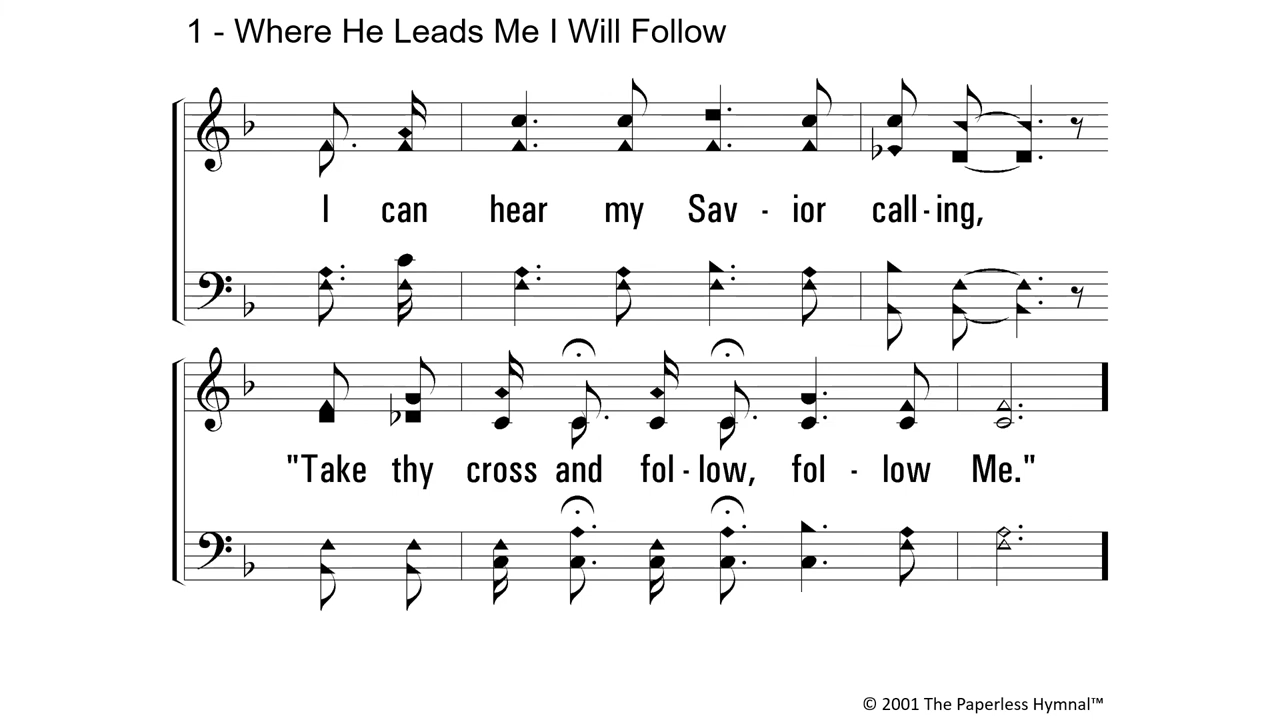 1 - Where He Leads Me I Will Follow
I can hear my Sav - ior call - ing,
"Take thy cross and fol - low, fol - low Me."
© 2001 The Paperless Hymnal™